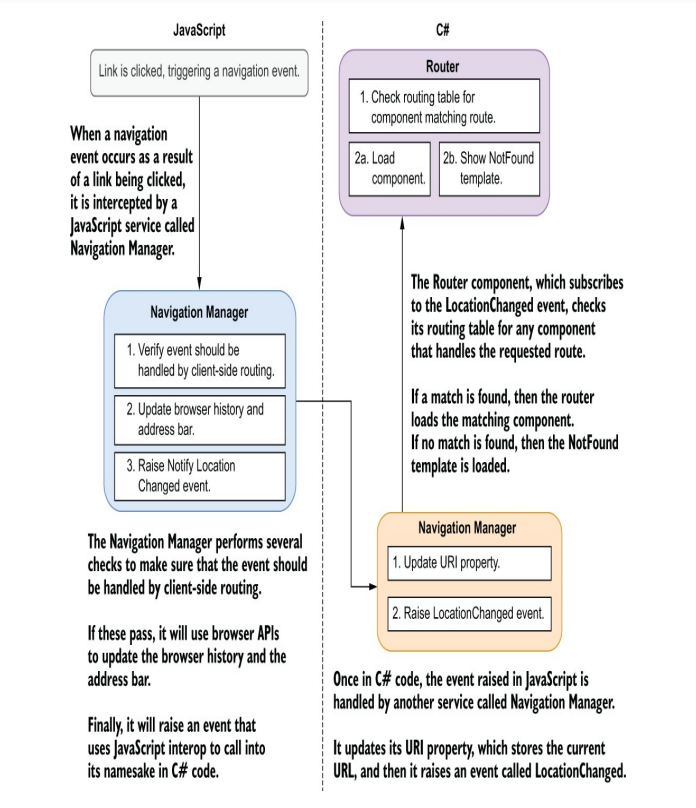 JavaScript
Link is clicked, triggering a navigation event.
When a navigation
event occurs as a result
of a link being clicked,
it is intercepted by a
JavaScript service called
Navigation Manager.
Navigation Manager
1. Verify event should be
handled by client-side routing.
2. Update browser history and
address bar.
3. Raise Notify Location
Changed event.
The Navigation Manager performs several
checks to make sure that the event should
be handled by client-side routing.
If these pass, it will use browser APIs
to update the browser history and the
address bar.
Finally, it will raise an event that
uses JavaScript interop to call into
its namesake in C# code.
C#
Router
1. Check routing table for
component matching route.
2a. Load
component.
2b. Show NotFound
template.
The Router component, which subscribes
to the LocationChanged event, checks
its routing table for any component
that handles the requested route.
If a match is found, then the router
loads the matching component.
If no match is found, then the NotFound
template is loaded.
Navigation Manager
1. Update URI property.
2. Raise LocationChanged event.
Once in C# code, the event raised in JavaScript is
handled by another service called Navigation Manager.
It updates its URI property, which stores the current
URL, and then it raises an event called LocationChanged.